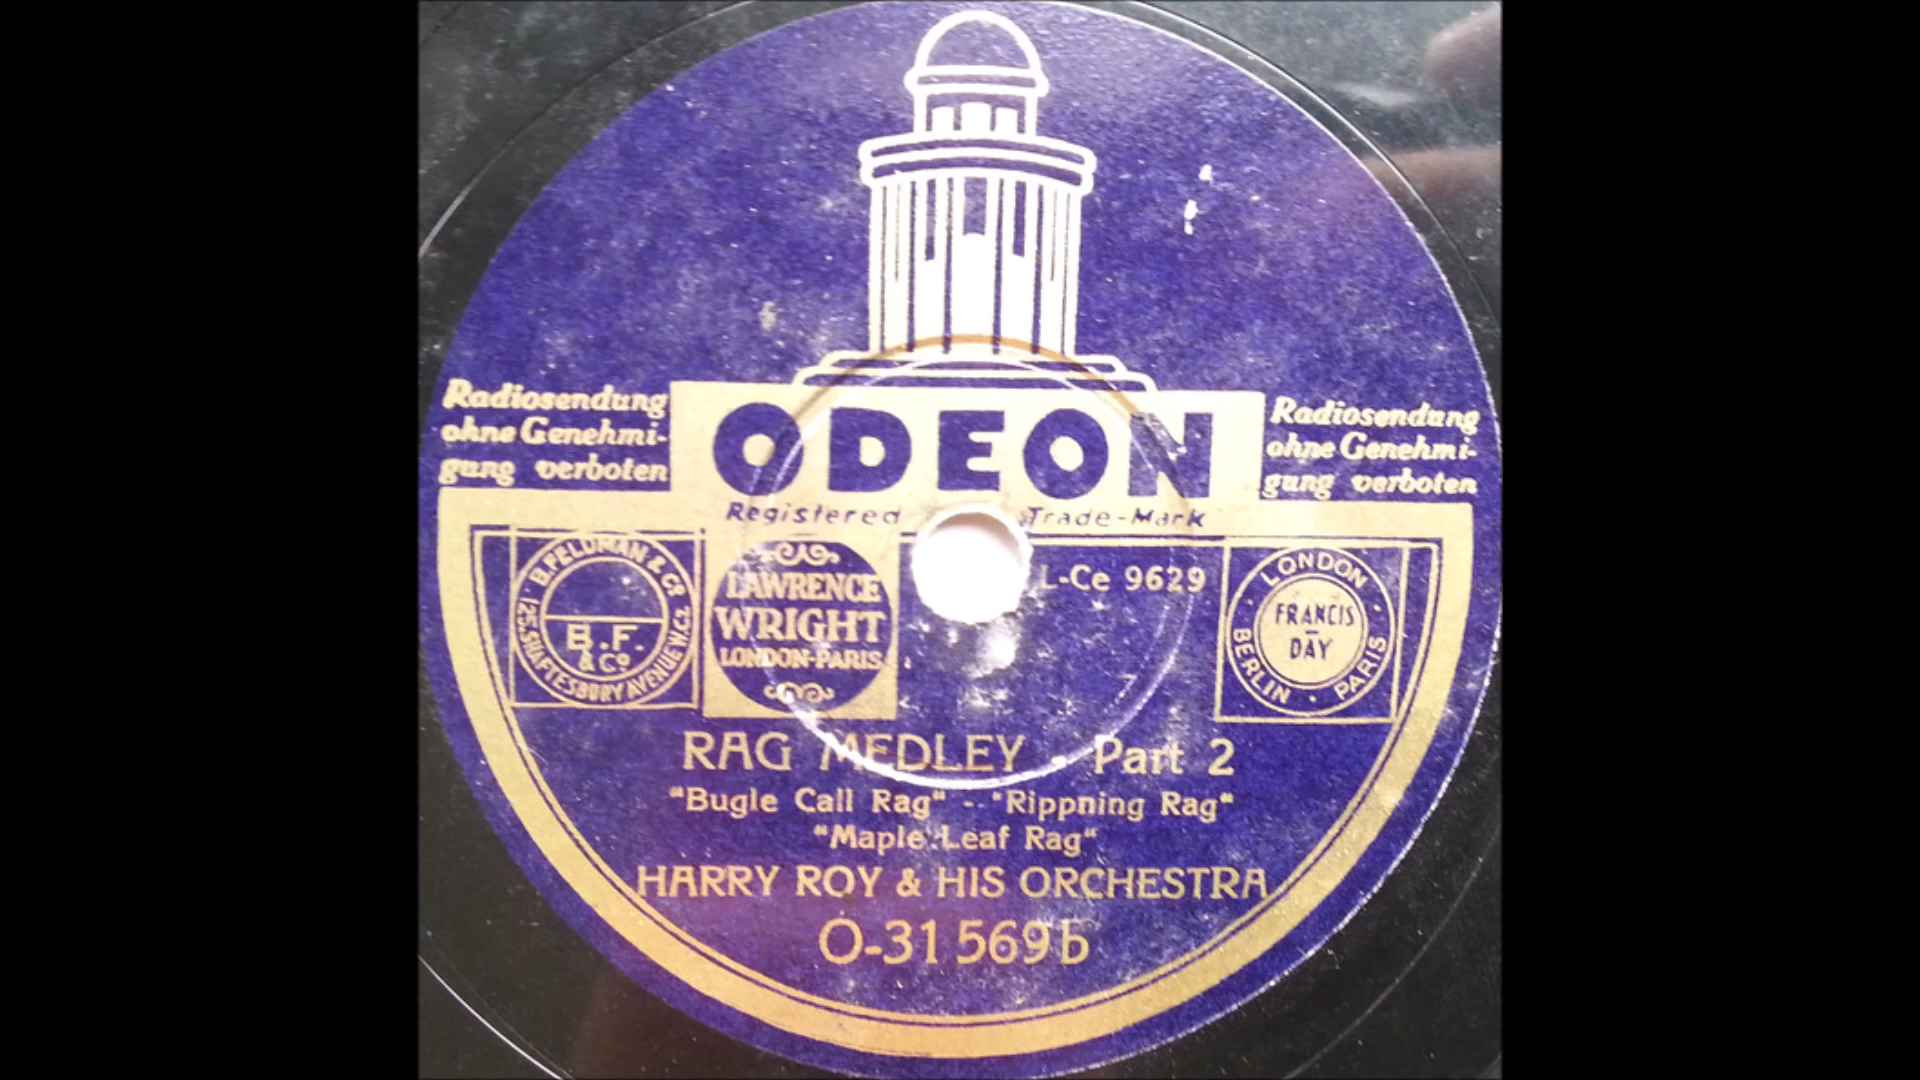 Radiosendung
ohne Genehmi-
gung verboten
ODEON
Radiosendung
ohne Genehmi-
gung verboten
Registered Trade-Mark
B. FELDMAN & Co
125, SHAFTESBURY AVENUE W.C.2
B.F.
& Co
LAWRENCE
WRIGHT
LONDON-PARIS
L-Ce 9629
LONDON · PARIS · BERLIN ·
FRANCIS
-
DAY
RAG MEDLEY - Part 2
"Bugle Call Rag" - "Rippning Rag"
"Maple Leaf Rag"
HARRY ROY & HIS ORCHESTRA
O-31569b